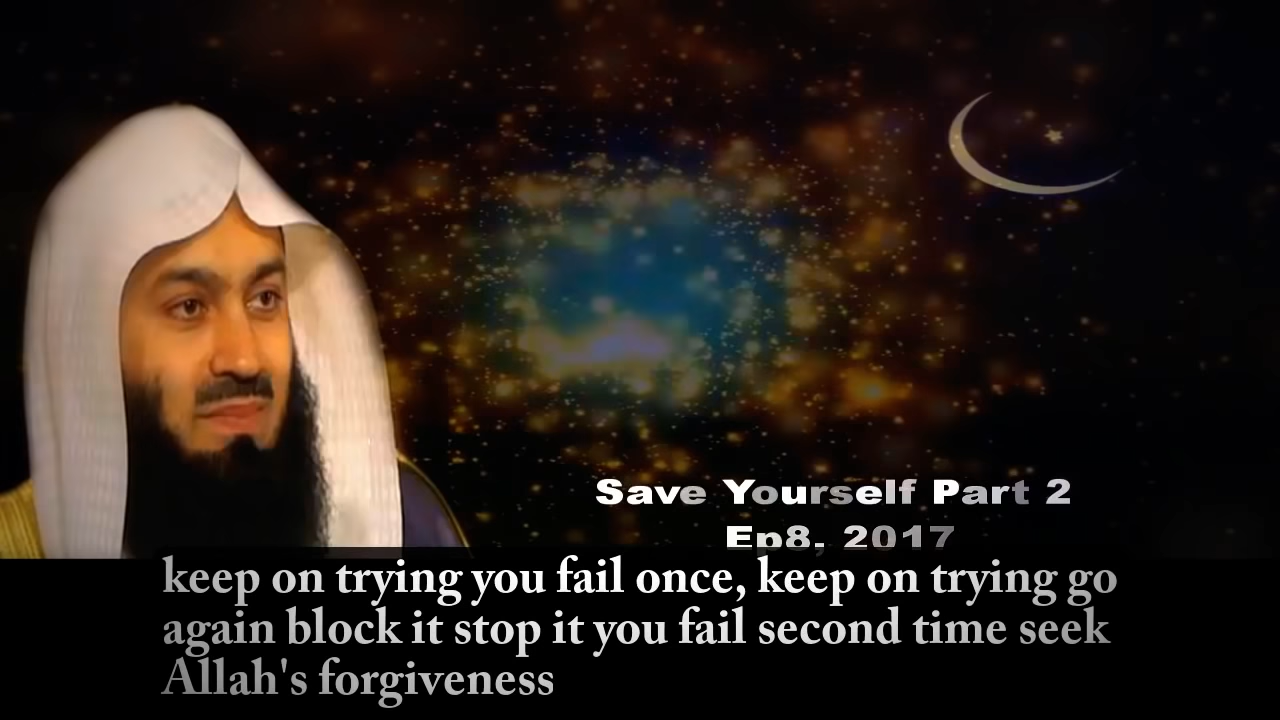 Save Yourself Part 2
Ep8, 2017
keep on trying you fail once, keep on trying go
again block it stop it you fail second time seek
Allah's forgiveness